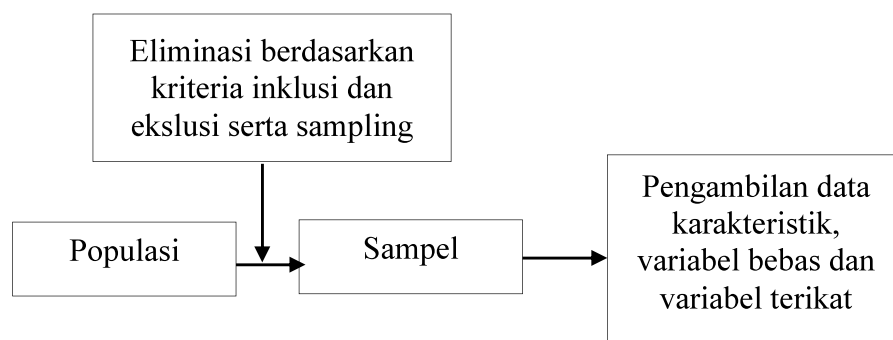 Eliminasi berdasarkan
kriteria inklusi dan
ekslusi serta sampling
Populasi
Sampel
Pengambilan data
karakteristik,
variabel bebas dan
variabel terikat